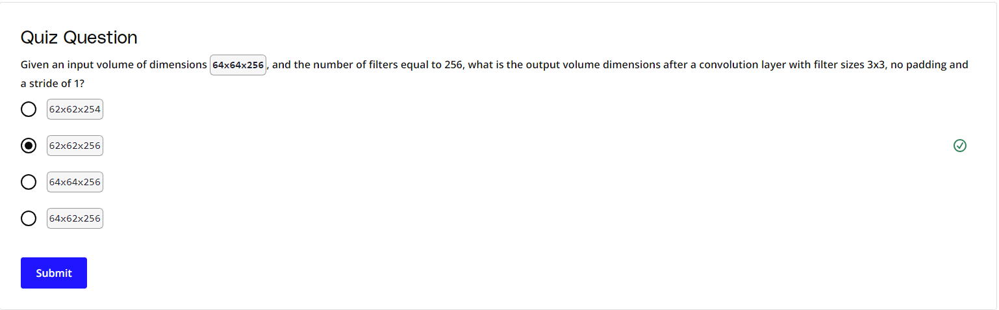 Quiz Question
Given an input volume of dimensions 64x64x256, and the number of filters equal to 256, what is the output volume dimensions after a convolution layer with filter sizes 3x3, no padding and
a stride of 1?
62x62x254
62x62x256
64x64x256
64x62x256
Submit